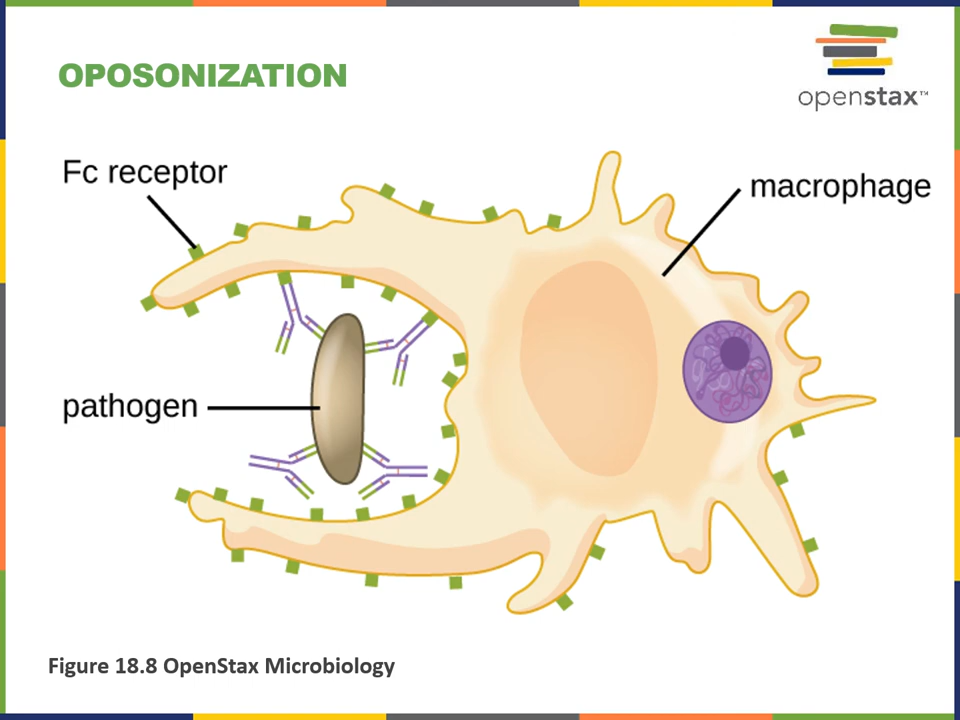 OPOSONIZATION
openstax™
Fc receptor
macrophage
pathogen
Figure 18.8 OpenStax Microbiology